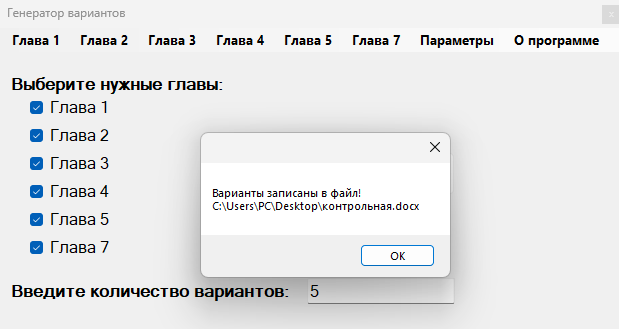 Генератор вариантов
Глава 1 Глава 2 Глава 3 Глава 4 Глава 5 Глава 7 Параметры О программе
Выберите нужные главы:
Глава 1
Глава 2
Глава 3
Глава 4
Глава 5
Глава 7
Варианты записаны в файл!
C:\Users\PC\Desktop\контрольная.docx
OK
Введите количество вариантов: 5